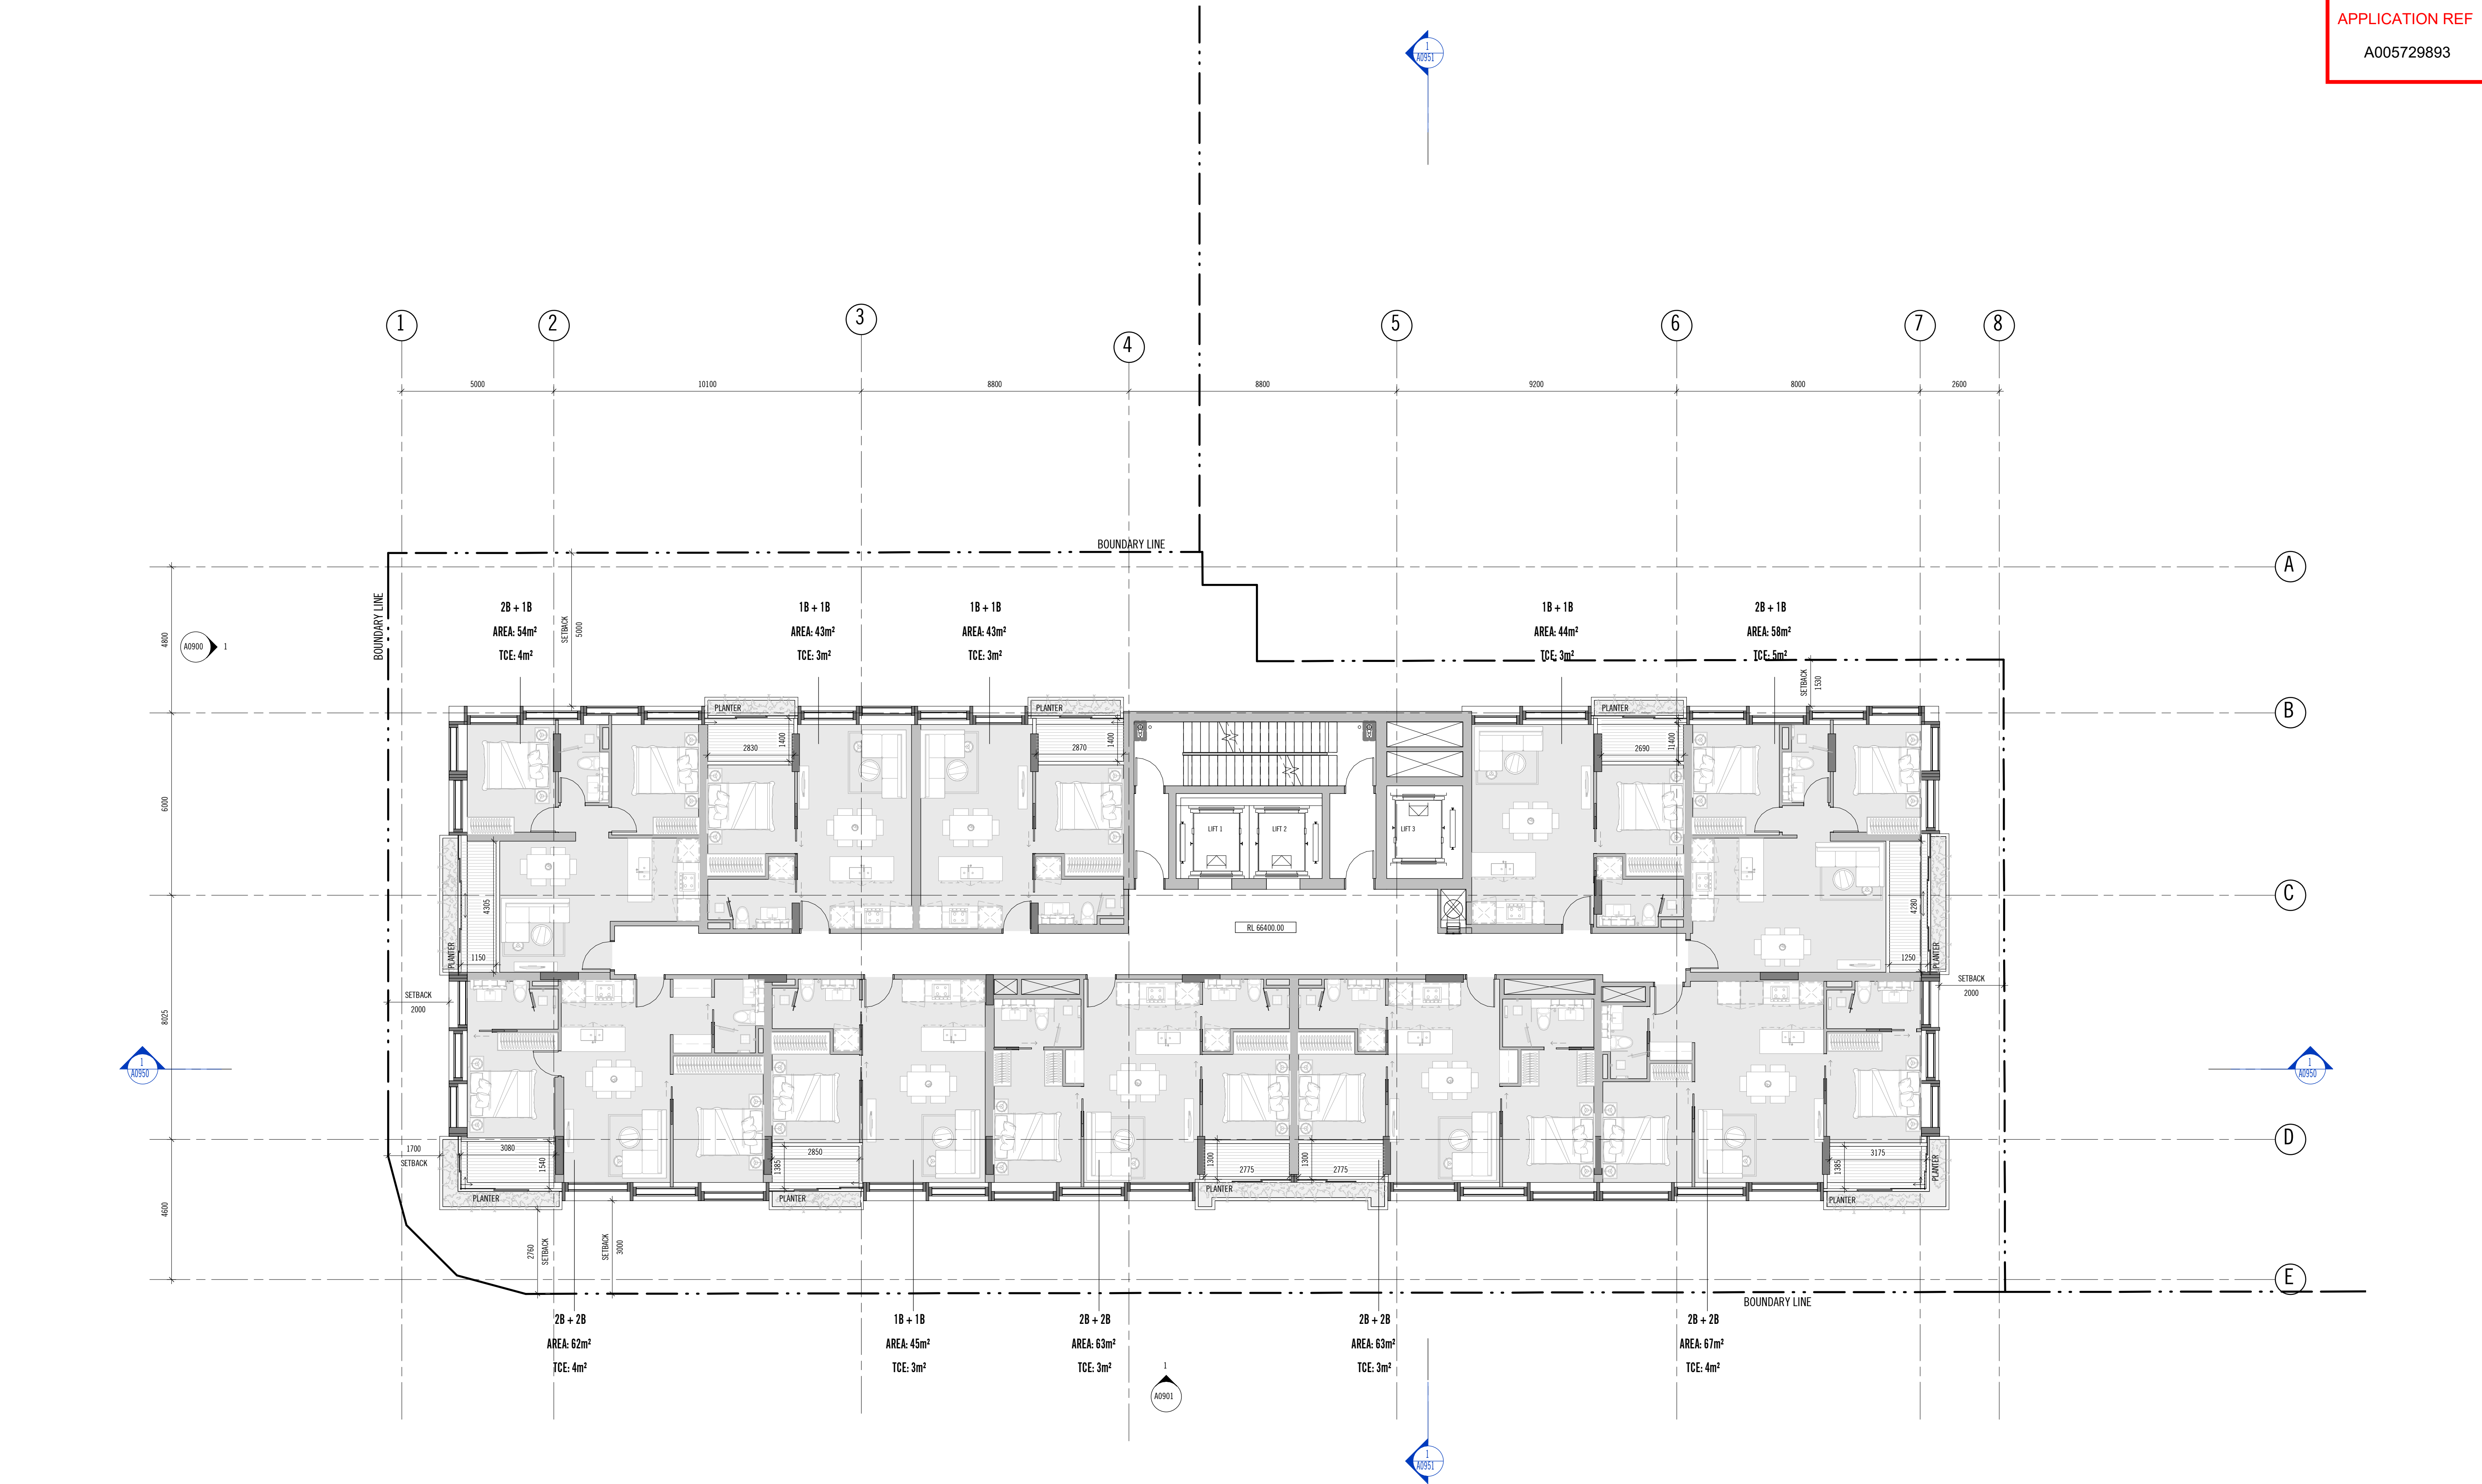 APPLICATION REF
A005729893
1
A0951
1
2
3
4
5
6
7
8
5000
10100
8800
8800
9200
8000
2600
BOUNDARY LINE
A
BOUNDARY LINE
2B + 1B
AREA: 54m²
TCE: 4m²
SETBACK
5000
1B + 1B
AREA: 43m²
TCE: 3m²
1B + 1B
AREA: 43m²
TCE: 3m²
1B + 1B
AREA: 44m²
TCE: 3m²
2B + 1B
AREA: 58m²
TCE: 5m²
SETBACK
1530
4800
A0900
1
PLANTER
PLANTER
PLANTER
B
2830
1400
2870
1400
2690
1400
6000
LIFT 1
LIFT 2
LIFT 3
C
4305
4280
RL 66400.00
PLANTER
1150
1250
PLANTER
SETBACK
2000
SETBACK
2000
8025
1
A0950
1
A0950
D
1700
SETBACK
3080
1540
2850
1385
1300
2775
1300
2775
3175
1385
PLANTER
PLANTER
PLANTER
PLANTER
PLANTER
4600
2760
SETBACK
SETBACK
3000
E
BOUNDARY LINE
2B + 2B
AREA: 62m²
TCE: 4m²
1B + 1B
AREA: 45m²
TCE: 3m²
2B + 2B
AREA: 63m²
TCE: 3m²
2B + 2B
AREA: 63m²
TCE: 3m²
2B + 2B
AREA: 67m²
TCE: 4m²
1
A0901
1
A0951